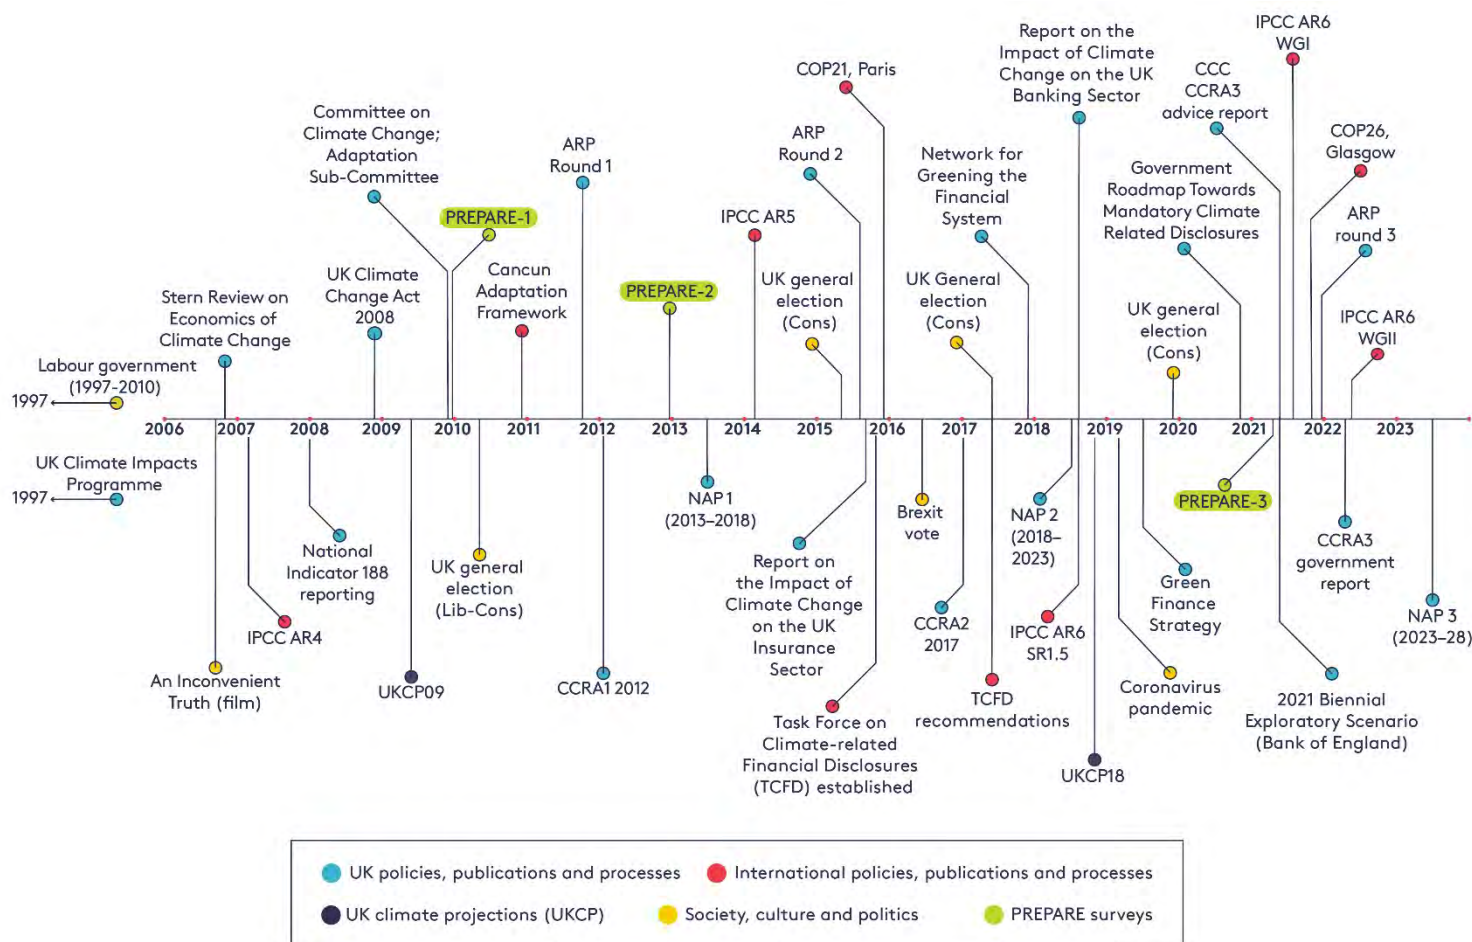 IPCC AR6
WGI
Report on the
Impact of Climate
Change on the UK
Banking Sector
COP21, Paris
CCC
CCRA3
advice report
Committee on
Climate Change;
Adaptation
Sub-Committee
ARP
Round 1
ARP
Round 2
Network for
Greening the
Financial
System
COP26,
Glasgow
Government
Roadmap Towards
Mandatory Climate
Related Disclosures
PREPARE-1
IPCC AR5
ARP
round 3
UK Climate
Change Act
2008
Cancun
Adaptation
Framework
PREPARE-2
UK general
election
(Cons)
UK General
election
(Cons)
UK general
election
(Cons)
IPCC AR6
WGII
Stern Review on
Economics of
Climate Change
Labour government
(1997-2010)
1997
2006 2007 2008 2009 2010 2011 2012 2013 2014 2015 2016 2017 2018 2019 2020 2021 2022 2023
UK Climate Impacts
Programme
1997
National
Indicator 188
reporting
IPCC AR4
An Inconvenient
Truth (film)
UKCP09
UK general
election
(Lib-Cons)
CCRA1 2012
NAP 1
(2013–2018)
Report on
the Impact of
Climate Change
on the UK
Insurance
Sector
Task Force on
Climate-related
Financial Disclosures
(TCFD) established
Brexit
vote
CCRA2
2017
TCFD
recommendations
NAP 2
(2018–
2023)
IPCC AR6
SR1.5
UKCP18
Coronavirus
pandemic
Green
Finance
Strategy
PREPARE-3
2021 Biennial
Exploratory Scenario
(Bank of England)
CCRA3
government
report
NAP 3
(2023–28)
UK policies, publications and processes
International policies, publications and processes
UK climate projections (UKCP)
Society, culture and politics
PREPARE surveys